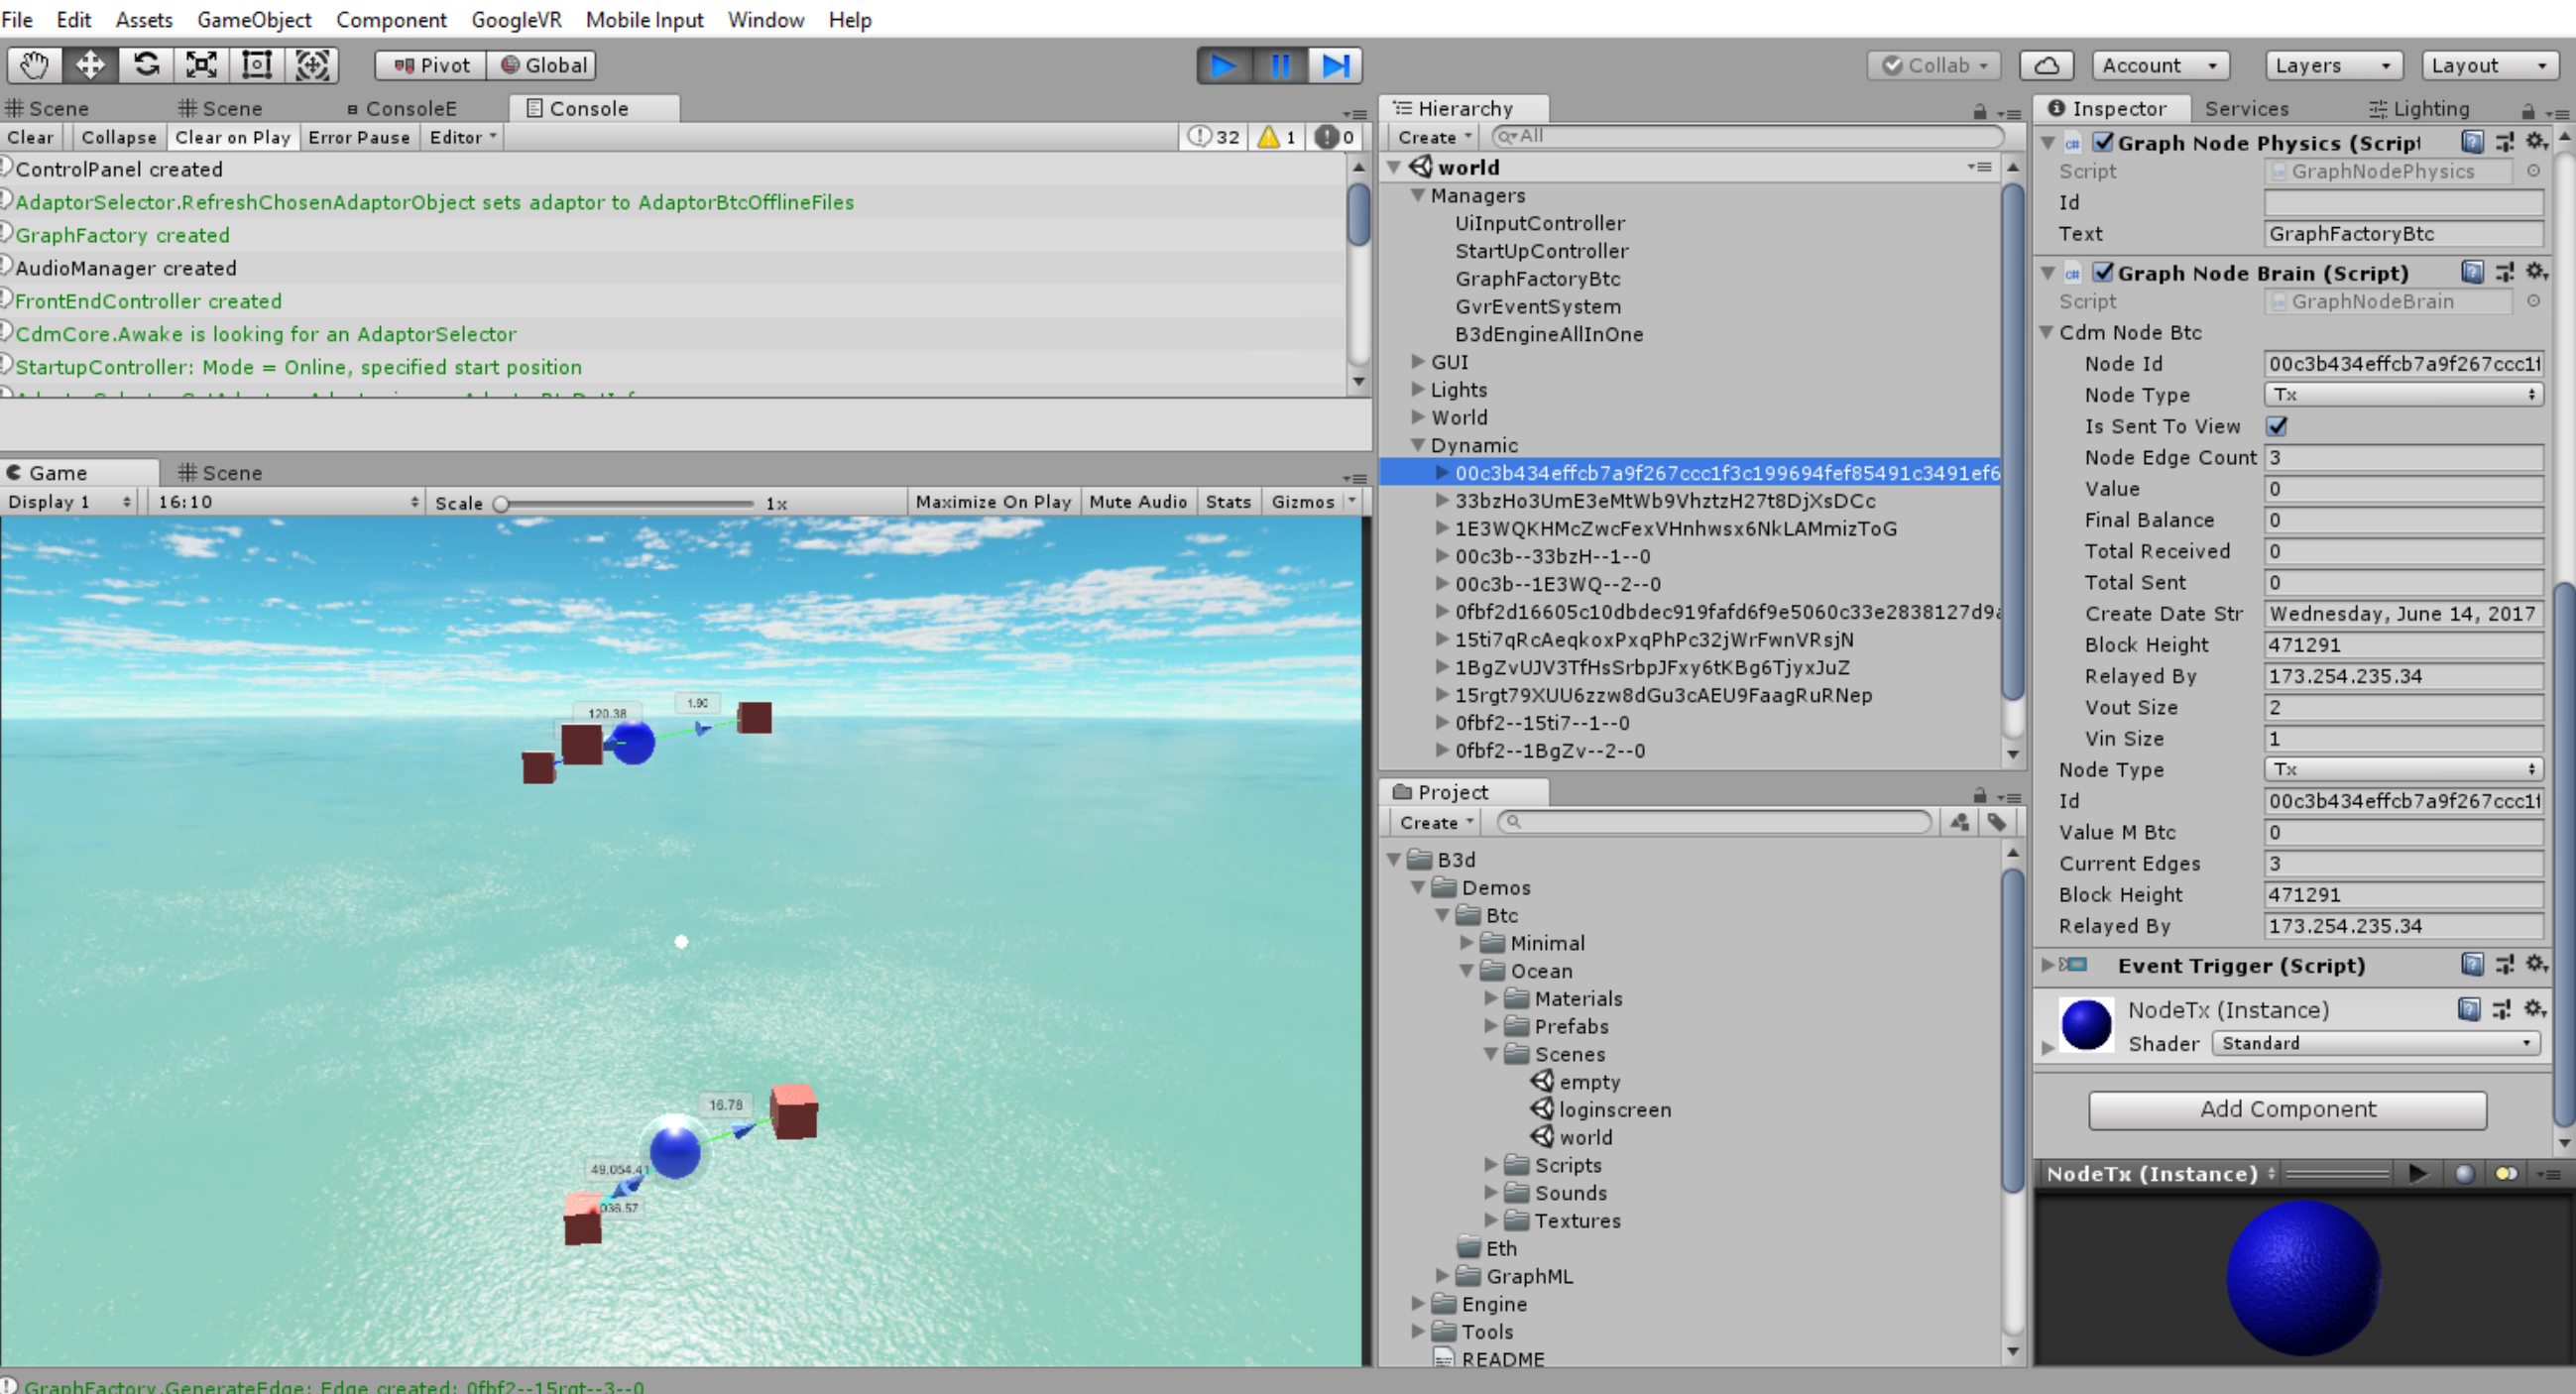 File Edit Assets GameObject Component GoogleVR Mobile Input Window Help
Pivot Global
Collab Account Layers Layout
Scene Scene ConsoleE Console
Clear Collapse Clear on Play Error Pause Editor 32 1 0
ControlPanel created
AdaptorSelector.RefreshChosenAdaptorObject sets adaptor to AdaptorBtcOfflineFiles
GraphFactory created
AudioManager created
FrontEndController created
CdmCore.Awake is looking for an AdaptorSelector
StartupController: Mode = Online, specified start position
Game Scene
Display 1 16:10 Scale 1x Maximize On Play Mute Audio Stats Gizmos
120.38
1.90
16.78
49,054.41
036.57
GraphFactory.GenerateEdge: Edge created: 0fbf2--15rgt--3--0
Hierarchy
Create All
world
Managers
UiInputController
StartUpController
GraphFactoryBtc
GvrEventSystem
B3dEngineAllInOne
GUI
Lights
World
Dynamic
00c3b434effcb7a9f267ccc1f3c199694fef85491c3491ef6
33bzHo3UmE3eMtWb9VhztzH27t8DjXsDCc
1E3WQKHMcZwcFexVHnhwsx6NkLAMmizToG
00c3b--33bzH--1--0
00c3b--1E3WQ--2--0
0fbf2d16605c10dbdec919fafd6f9e5060c33e2838127d9a
15ti7qRcAeqkoxPxqPhPc32jWrFwnVRsjN
1BgZvUJV3TfHsSrbpJFxy6tKBg6TjyxJuZ
15rgt79XUU6zzw8dGu3cAEU9FaagRuRNep
0fbf2--15ti7--1--0
0fbf2--1BgZv--2--0
Project
Create
B3d
Demos
Btc
Minimal
Ocean
Materials
Prefabs
Scenes
empty
loginscreen
world
Scripts
Sounds
Textures
Eth
GraphML
Engine
Tools
README
Inspector Services Lighting
Graph Node Physics (Script
Script GraphNodePhysics
Id
Text GraphFactoryBtc
Graph Node Brain (Script)
Script GraphNodeBrain
Cdm Node Btc
Node Id 00c3b434effcb7a9f267ccc1f
Node Type Tx
Is Sent To View
Node Edge Count 3
Value 0
Final Balance 0
Total Received 0
Total Sent 0
Create Date Str Wednesday, June 14, 2017
Block Height 471291
Relayed By 173.254.235.34
Vout Size 2
Vin Size 1
Node Type Tx
Id 00c3b434effcb7a9f267ccc1f
Value M Btc 0
Current Edges 3
Block Height 471291
Relayed By 173.254.235.34
Event Trigger (Script)
NodeTx (Instance)
Shader Standard
Add Component
NodeTx (Instance)